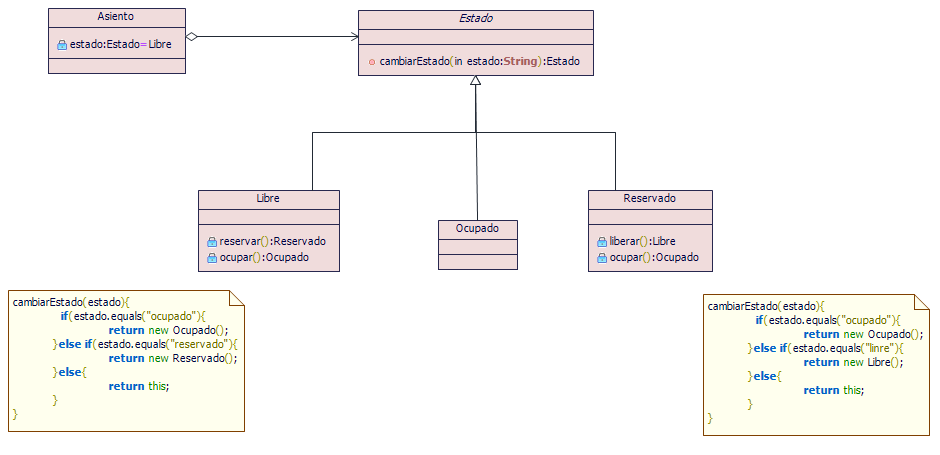 Asiento
estado:Estado=Libre
Estado
cambiarEstado(in estado:String):Estado
Libre
reservar():Reservado
ocupar():Ocupado
Ocupado
Reservado
liberar():Libre
ocupar():Ocupado
cambiarEstado(estado){
if(estado.equals("ocupado"){
return new Ocupado();
}else if(estado.equals("reservado"){
return new Reservado();
}else{
return this;
}
}
cambiarEstado(estado){
if(estado.equals("ocupado"){
return new Ocupado();
}else if(estado.equals("linre"){
return new Libre();
}else{
return this;
}
}